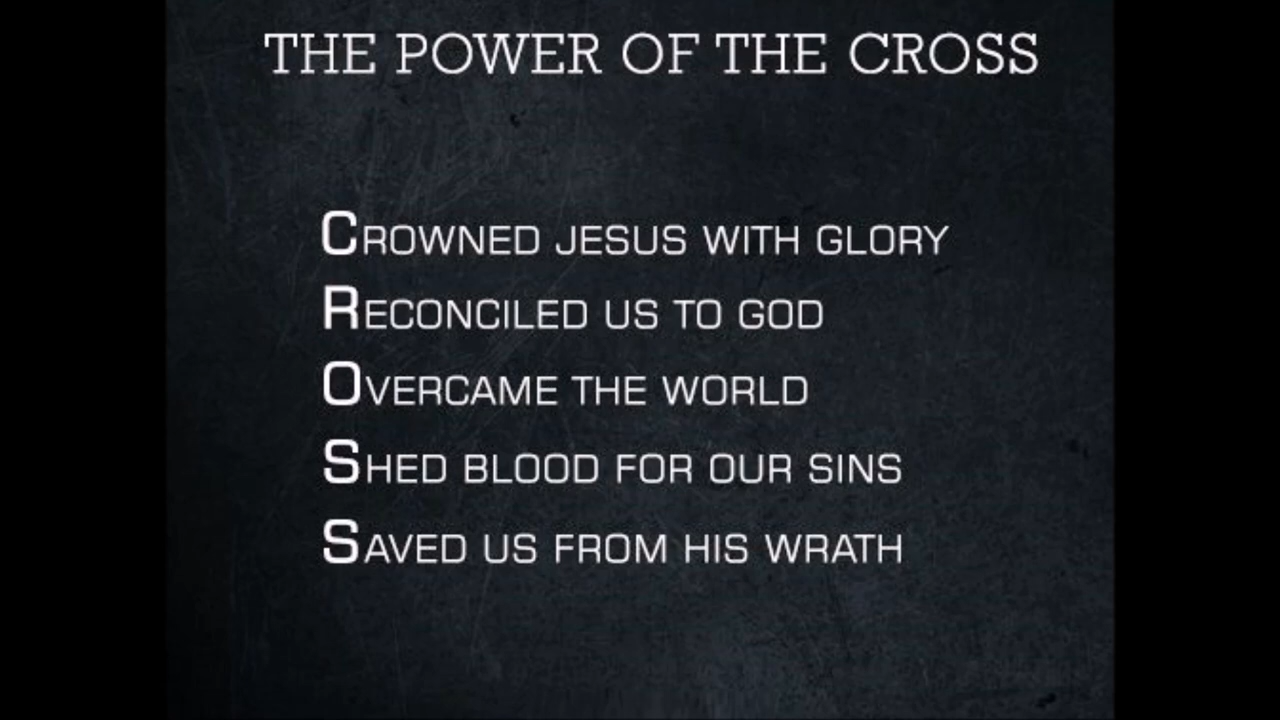 THE POWER OF THE CROSS
CROWNED JESUS WITH GLORY
RECONCILED US TO GOD
OVERCAME THE WORLD
SHED BLOOD FOR OUR SINS
SAVED US FROM HIS WRATH